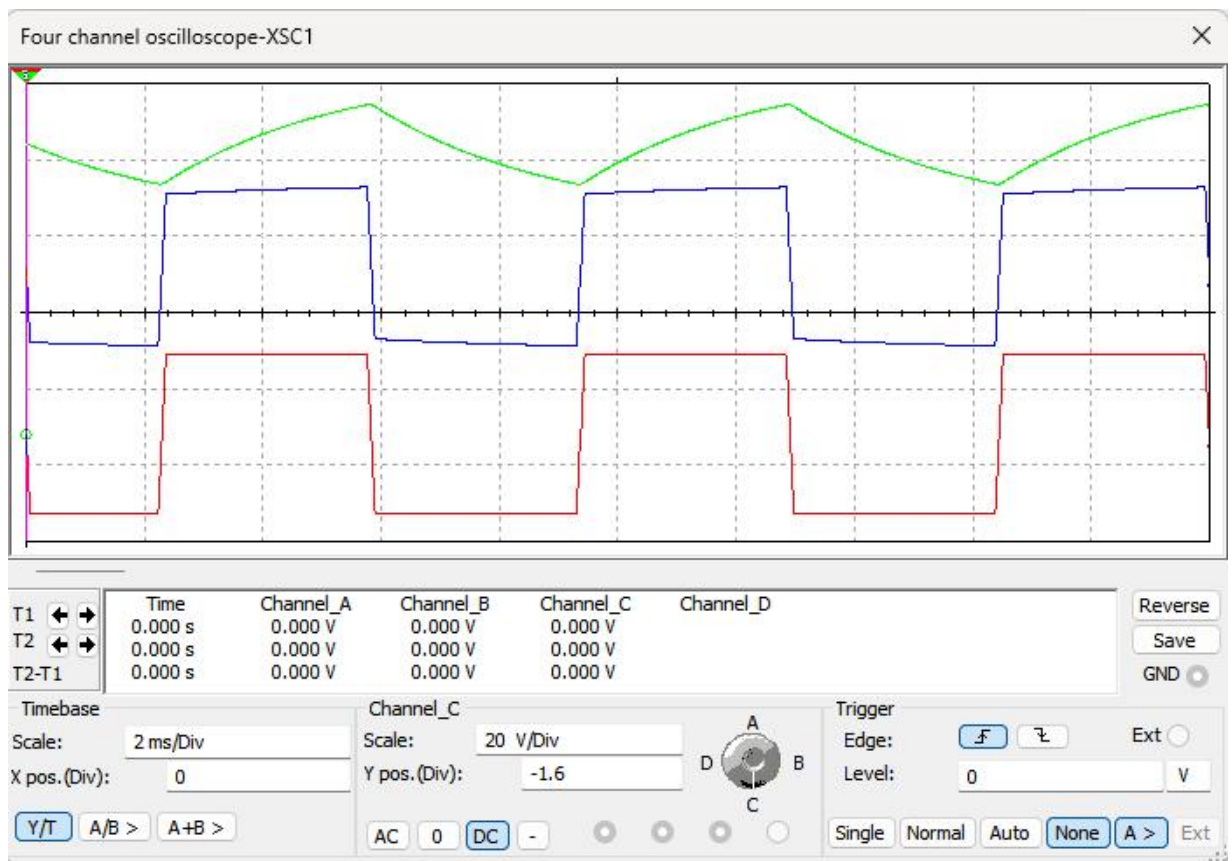 Four channel oscilloscope-XSC1
T1
T2
T2-T1
Time Channel_A Channel_B Channel_C Channel_D
0.000 s 0.000 V 0.000 V 0.000 V
0.000 s 0.000 V 0.000 V 0.000 V
0.000 s 0.000 V 0.000 V 0.000 V
Reverse
Save
GND
Timebase
Scale: 2 ms/Div
X pos.(Div): 0
Y/T A/B > A+B >
Channel_C
Scale: 20 V/Div
Y pos.(Div): -1.6
AC 0 DC -
A
D B
C
Trigger
Edge: Ext
Level: 0 V
Single Normal Auto None A > Ext